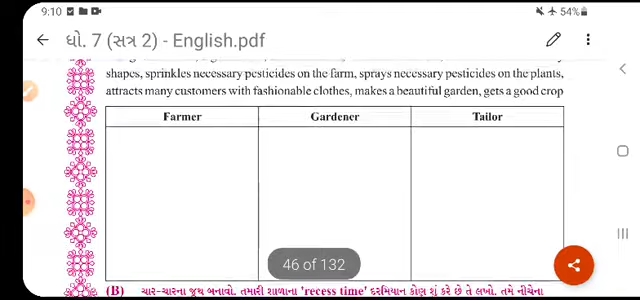 9:10
54%
ધો. 7 (સત્ર 2) - English.pdf
shapes, sprinkles necessary pesticides on the farm, sprays necessary pesticides on the plants,
attracts many customers with fashionable clothes, makes a beautiful garden, gets a good crop
Farmer Gardener Tailor
46 of 132
(B) ચાર-ચારના જૂથ બનાવો. તમારી શાળાના 'recess time' દરમિયાન કોણ શું કરે છે તે લખો. તમે નીચેના